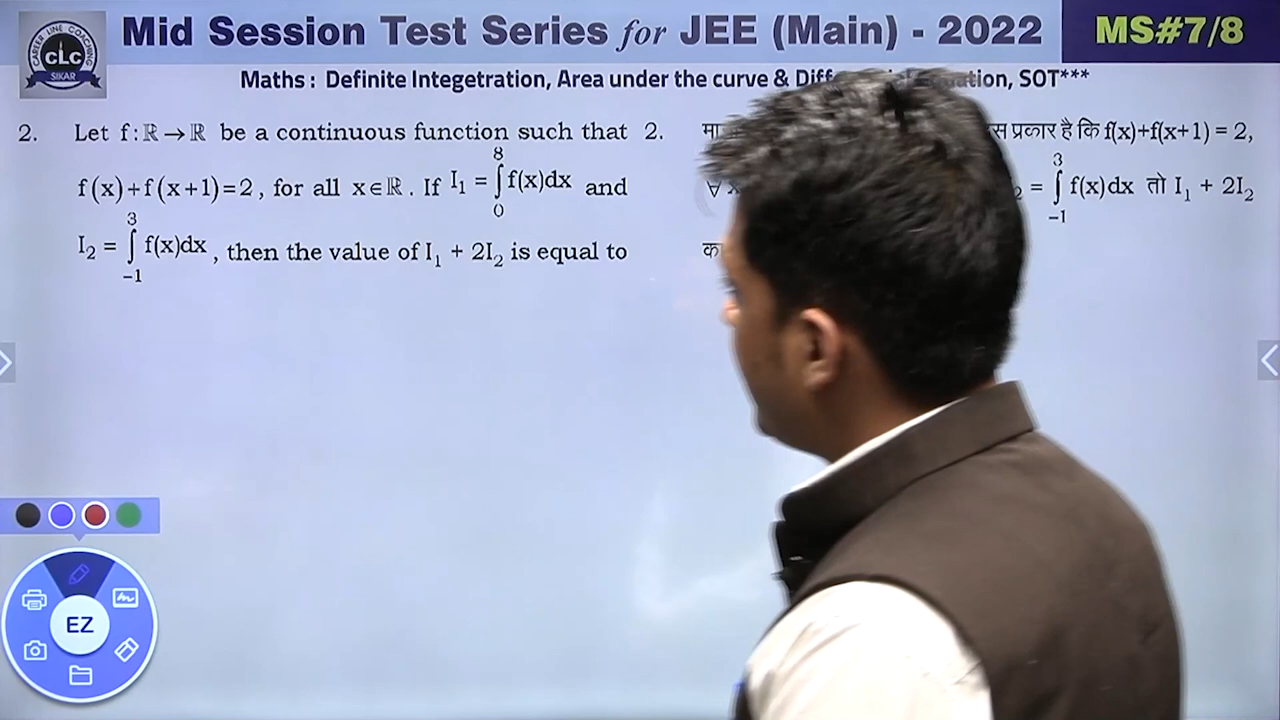 CAREER LINE COACHING
CLC
SIKAR
Mid Session Test Series for JEE (Main) - 2022
MS#7/8
Maths : Definite Integetration, Area under the curve & Diff ation, SOT***
2. Let f:ℝ→ℝ be a continuous function such that
f(x)+f(x+1)=2, for all x∈ℝ. If I₁ = ∫₀⁸ f(x)dx and
I₂ = ∫₋₁³ f(x)dx, then the value of I₁ + 2I₂ is equal to
2. मा स प्रकार है कि f(x)+f(x+1) = 2,
∀ x ₂ = ∫₋₁³ f(x)dx तो I₁ + 2I₂
का
EZ